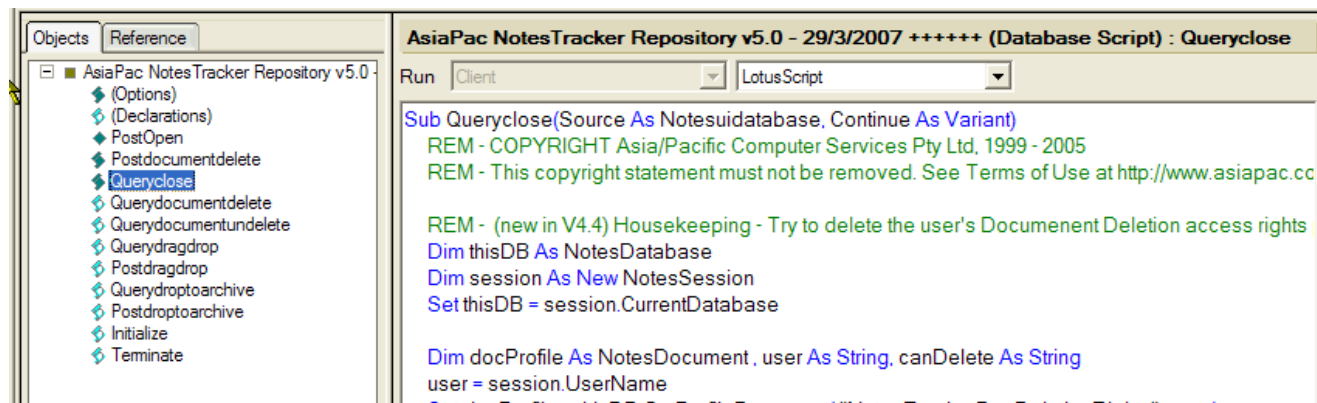 Objects
Reference
AsiaPac NotesTracker Repository v5.0 -
(Options)
(Declarations)
PostOpen
Postdocumentdelete
Queryclose
Querydocumentdelete
Querydocumentundelete
Querydragdrop
Postdragdrop
Querydroptoarchive
Postdroptoarchive
Initialize
Terminate
AsiaPac NotesTracker Repository v5.0 - 29/3/2007 ++++++ (Database Script) : Queryclose
Run Client LotusScript
Sub Queryclose(Source As Notesuidatabase, Continue As Variant)
REM - COPYRIGHT Asia/Pacific Computer Services Pty Ltd, 1999 - 2005
REM - This copyright statement must not be removed. See Terms of Use at http://www.asiapac.cc
REM - (new in V4.4) Housekeeping - Try to delete the user's Documenent Deletion access rights
Dim thisDB As NotesDatabase
Dim session As New NotesSession
Set thisDB = session.CurrentDatabase
Dim docProfile As NotesDocument , user As String, canDelete As String
user = session.UserName